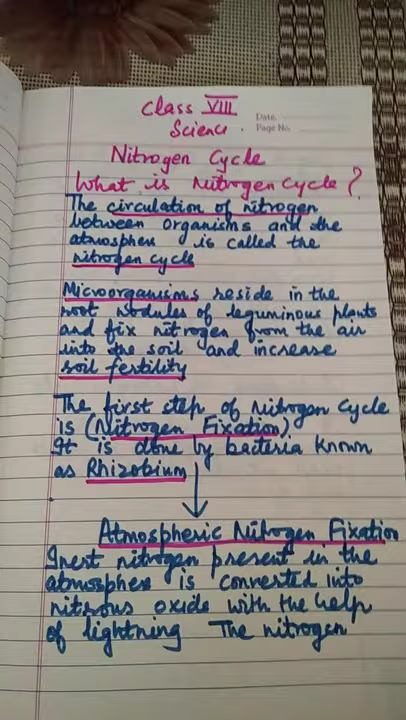 Class VIII
Date.
Science.
Page No.
Nitrogen Cycle
What is Nitrogen Cycle?
The circulation of nitrogen
between organisms and the
atmosphere is called the
nitrogen cycle
Microorganisms reside in the
root nodules of leguminous plants
and fix nitrogen from the air
into the soil and increase
soil fertility
The first step of Nitrogen Cycle
is (Nitrogen Fixation)
It is done by bacteria known
as Rhizobium
Atmospheric Nitrogen Fixation
Inert nitrogen present in the
atmosphere is converted into
nitrous oxide with the help
of lightning The nitrogen